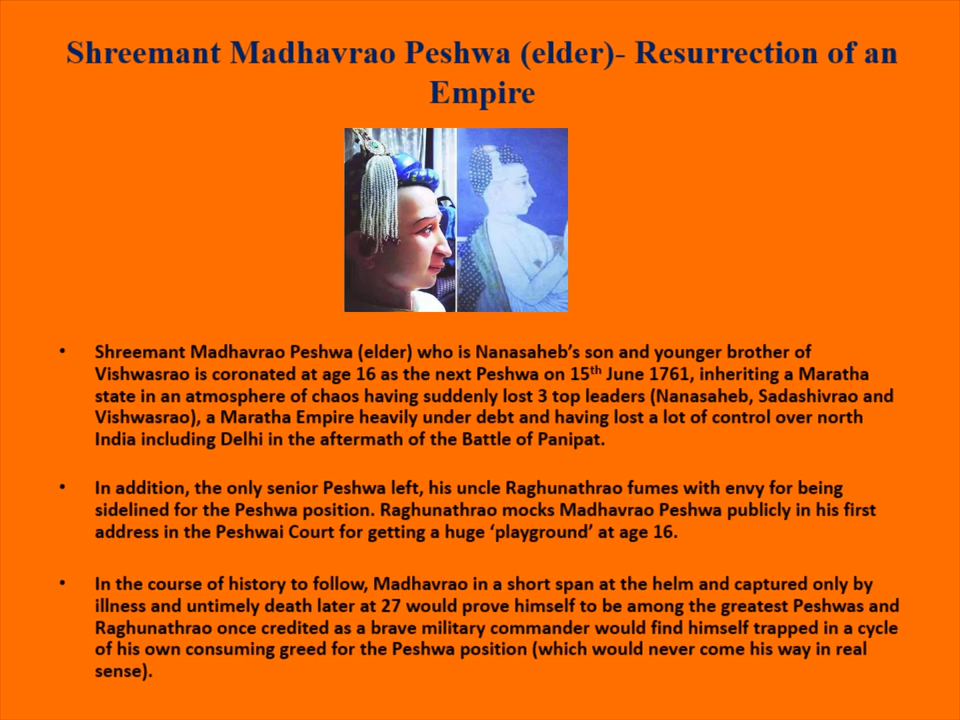 Shreemant Madhavrao Peshwa (elder)- Resurrection of an
Empire
• Shreemant Madhavrao Peshwa (elder) who is Nanasaheb’s son and younger brother of
Vishwasrao is coronated at age 16 as the next Peshwa on 15th June 1761, inheriting a Maratha
state in an atmosphere of chaos having suddenly lost 3 top leaders (Nanasaheb, Sadashivrao and
Vishwasrao), a Maratha Empire heavily under debt and having lost a lot of control over north
India including Delhi in the aftermath of the Battle of Panipat.
• In addition, the only senior Peshwa left, his uncle Raghunathrao fumes with envy for being
sidelined for the Peshwa position. Raghunathrao mocks Madhavrao Peshwa publicly in his first
address in the Peshwai Court for getting a huge ‘playground’ at age 16.
• In the course of history to follow, Madhavrao in a short span at the helm and captured only by
illness and untimely death later at 27 would prove himself to be among the greatest Peshwas and
Raghunathrao once credited as a brave military commander would find himself trapped in a cycle
of his own consuming greed for the Peshwa position (which would never come his way in real
sense).